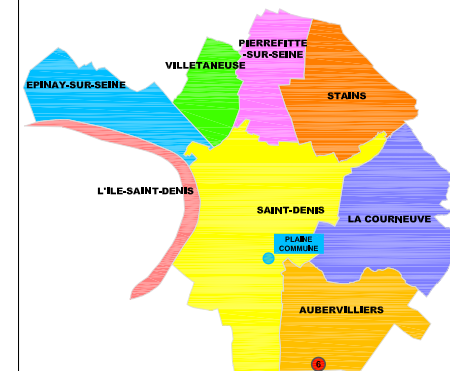 PIERREFITTE
-SUR-SEINE
VILLETANEUSE
EPINAY-SUR-SEINE
STAINS
L'ILE-SAINT-DENIS
SAINT-DENIS
LA COURNEUVE
PLAINE
COMMUNE
AUBERVILLIERS
6